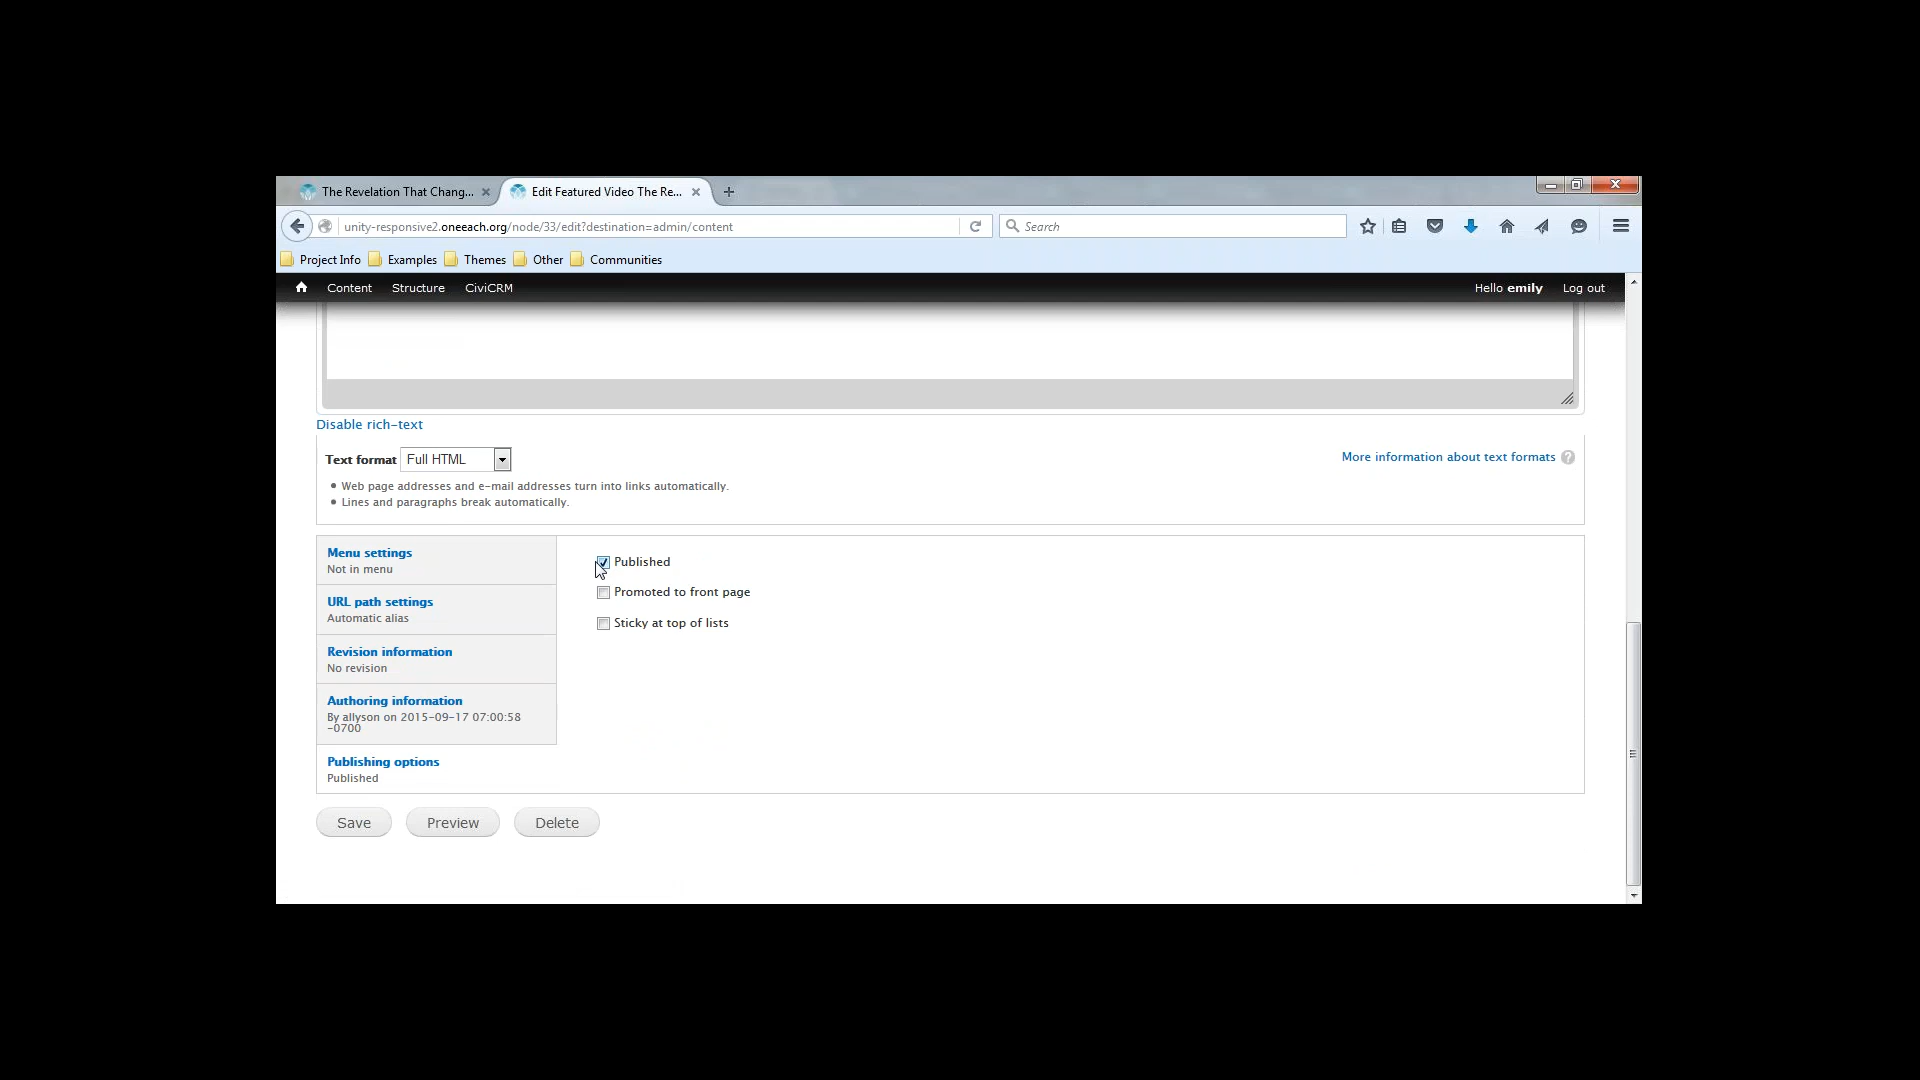 The Revelation That Chang...
Edit Featured Video The Re...
unity-responsive2.oneeach.org/node/33/edit?destination=admin/content
Search
Project Info
Examples
Themes
Other
Communities
Content
Structure
CiviCRM
Hello emily
Log out
Disable rich-text
Text format
Full HTML
More information about text formats
Web page addresses and e-mail addresses turn into links automatically.
Lines and paragraphs break automatically.
Menu settings
Not in menu
URL path settings
Automatic alias
Revision information
No revision
Authoring information
By allyson on 2015-09-17 07:00:58
-0700
Publishing options
Published
Published
Promoted to front page
Sticky at top of lists
Save
Preview
Delete